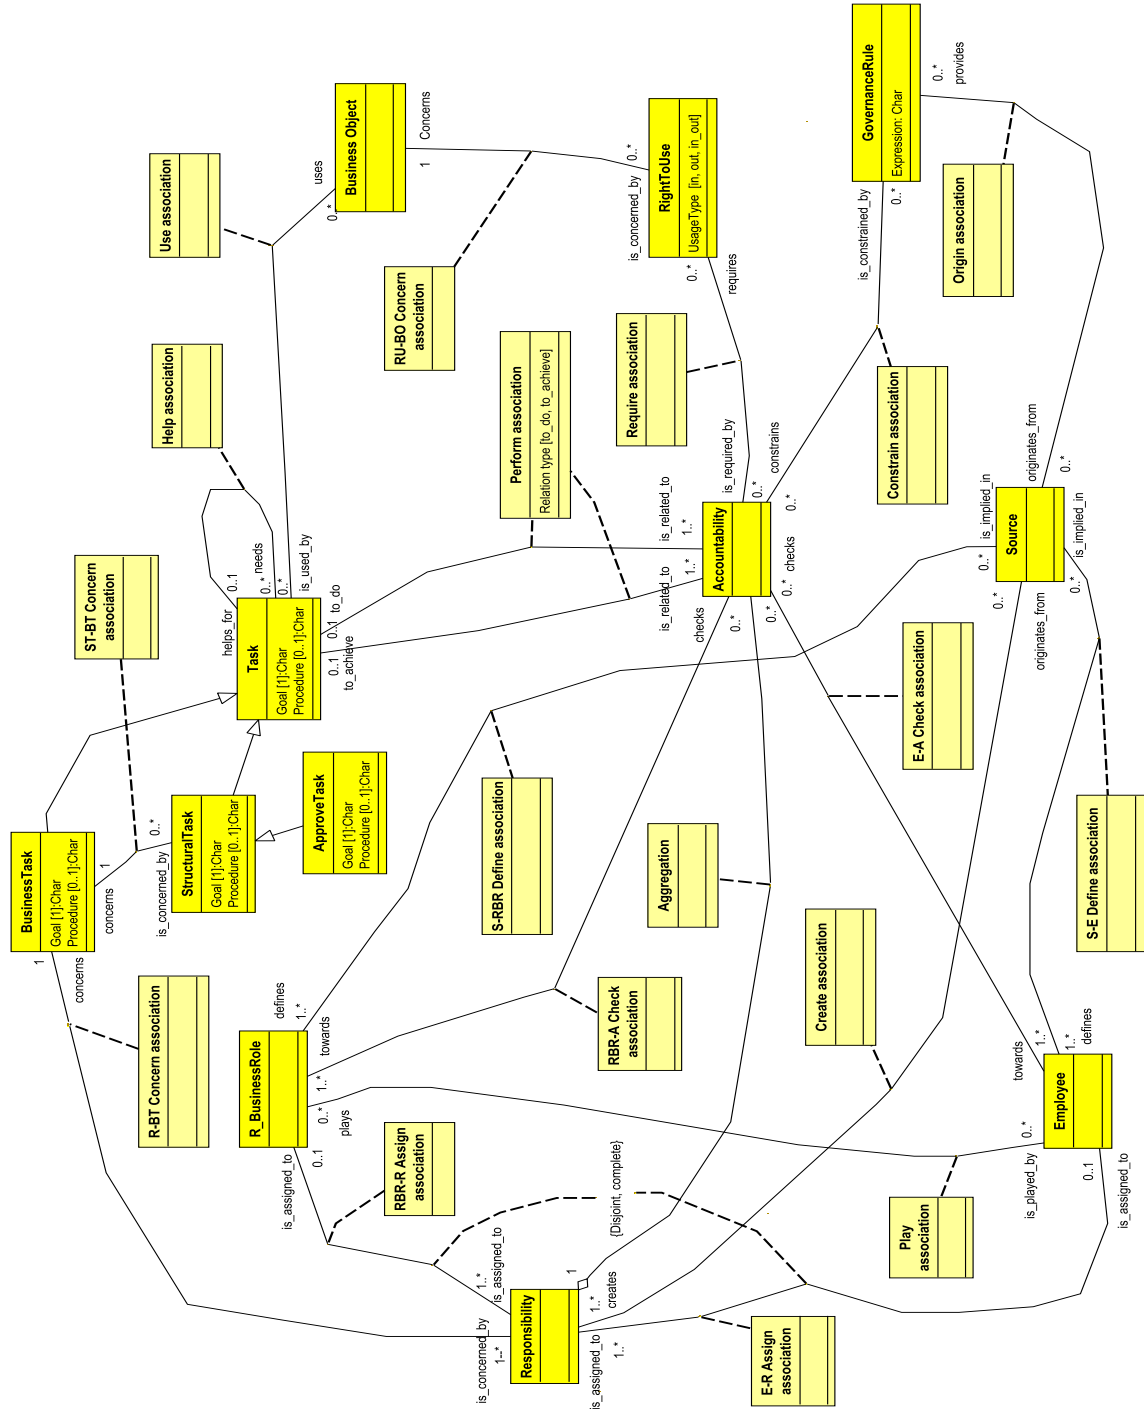 BusinessTask
Goal [1]:Char
Procedure [0..1]:Char
1
concerns
R-BT Concern association
concerns
1
ST-BT Concern
association
is_concerned_by
0..*
StructuralTask
Goal [1]:Char
Procedure [0..1]:Char
ApproveTask
Goal [1]:Char
Procedure [0..1]:Char
Task
Goal [1]:Char
Procedure [0..1]:Char
helps_for
0..1
needs
0..*
Help association
0..*
is_used_by
Use association
uses
0..*
Business Object
1
Concerns
RU-BO Concern
association
is_concerned_by
0..*
RightToUse
UsageType [in, out, in_out]
0..*
requires
Require association
is_required_by
0..*
0..1
to_do
0..1
to_achieve
Perform association
Relation type [to_do, to_achieve]
is_related_to
1..*
is_related_to
1..*
Accountability
checks
0..*
0..*
0..*
checks
0..*
constrains
Constrain association
is_constrained_by
0..*
GovernanceRule
Expression: Char
0..*
provides
Origin association
originates_from
0..*
Source
is_implied_in
0..*
is_implied_in
0..*
originates_from
0..*
R_BusinessRole
defines
1..*
towards
1..*
0..*
plays
is_assigned_to
0..1
S-RBR Define association
RBR-A Check
association
Aggregation
E-A Check association
Create association
S-E Define association
RBR-R Assign
association
{Disjoint, complete}
Responsibility
is_concerned_by
1--*
1..*
is_assigned_to
1
1..*
creates
is_assigned_to
1..*
E-R Assign
association
Play
association
Employee
towards
1..*
1..*
defines
is_played_by
0..*
0..1
is_assigned_to